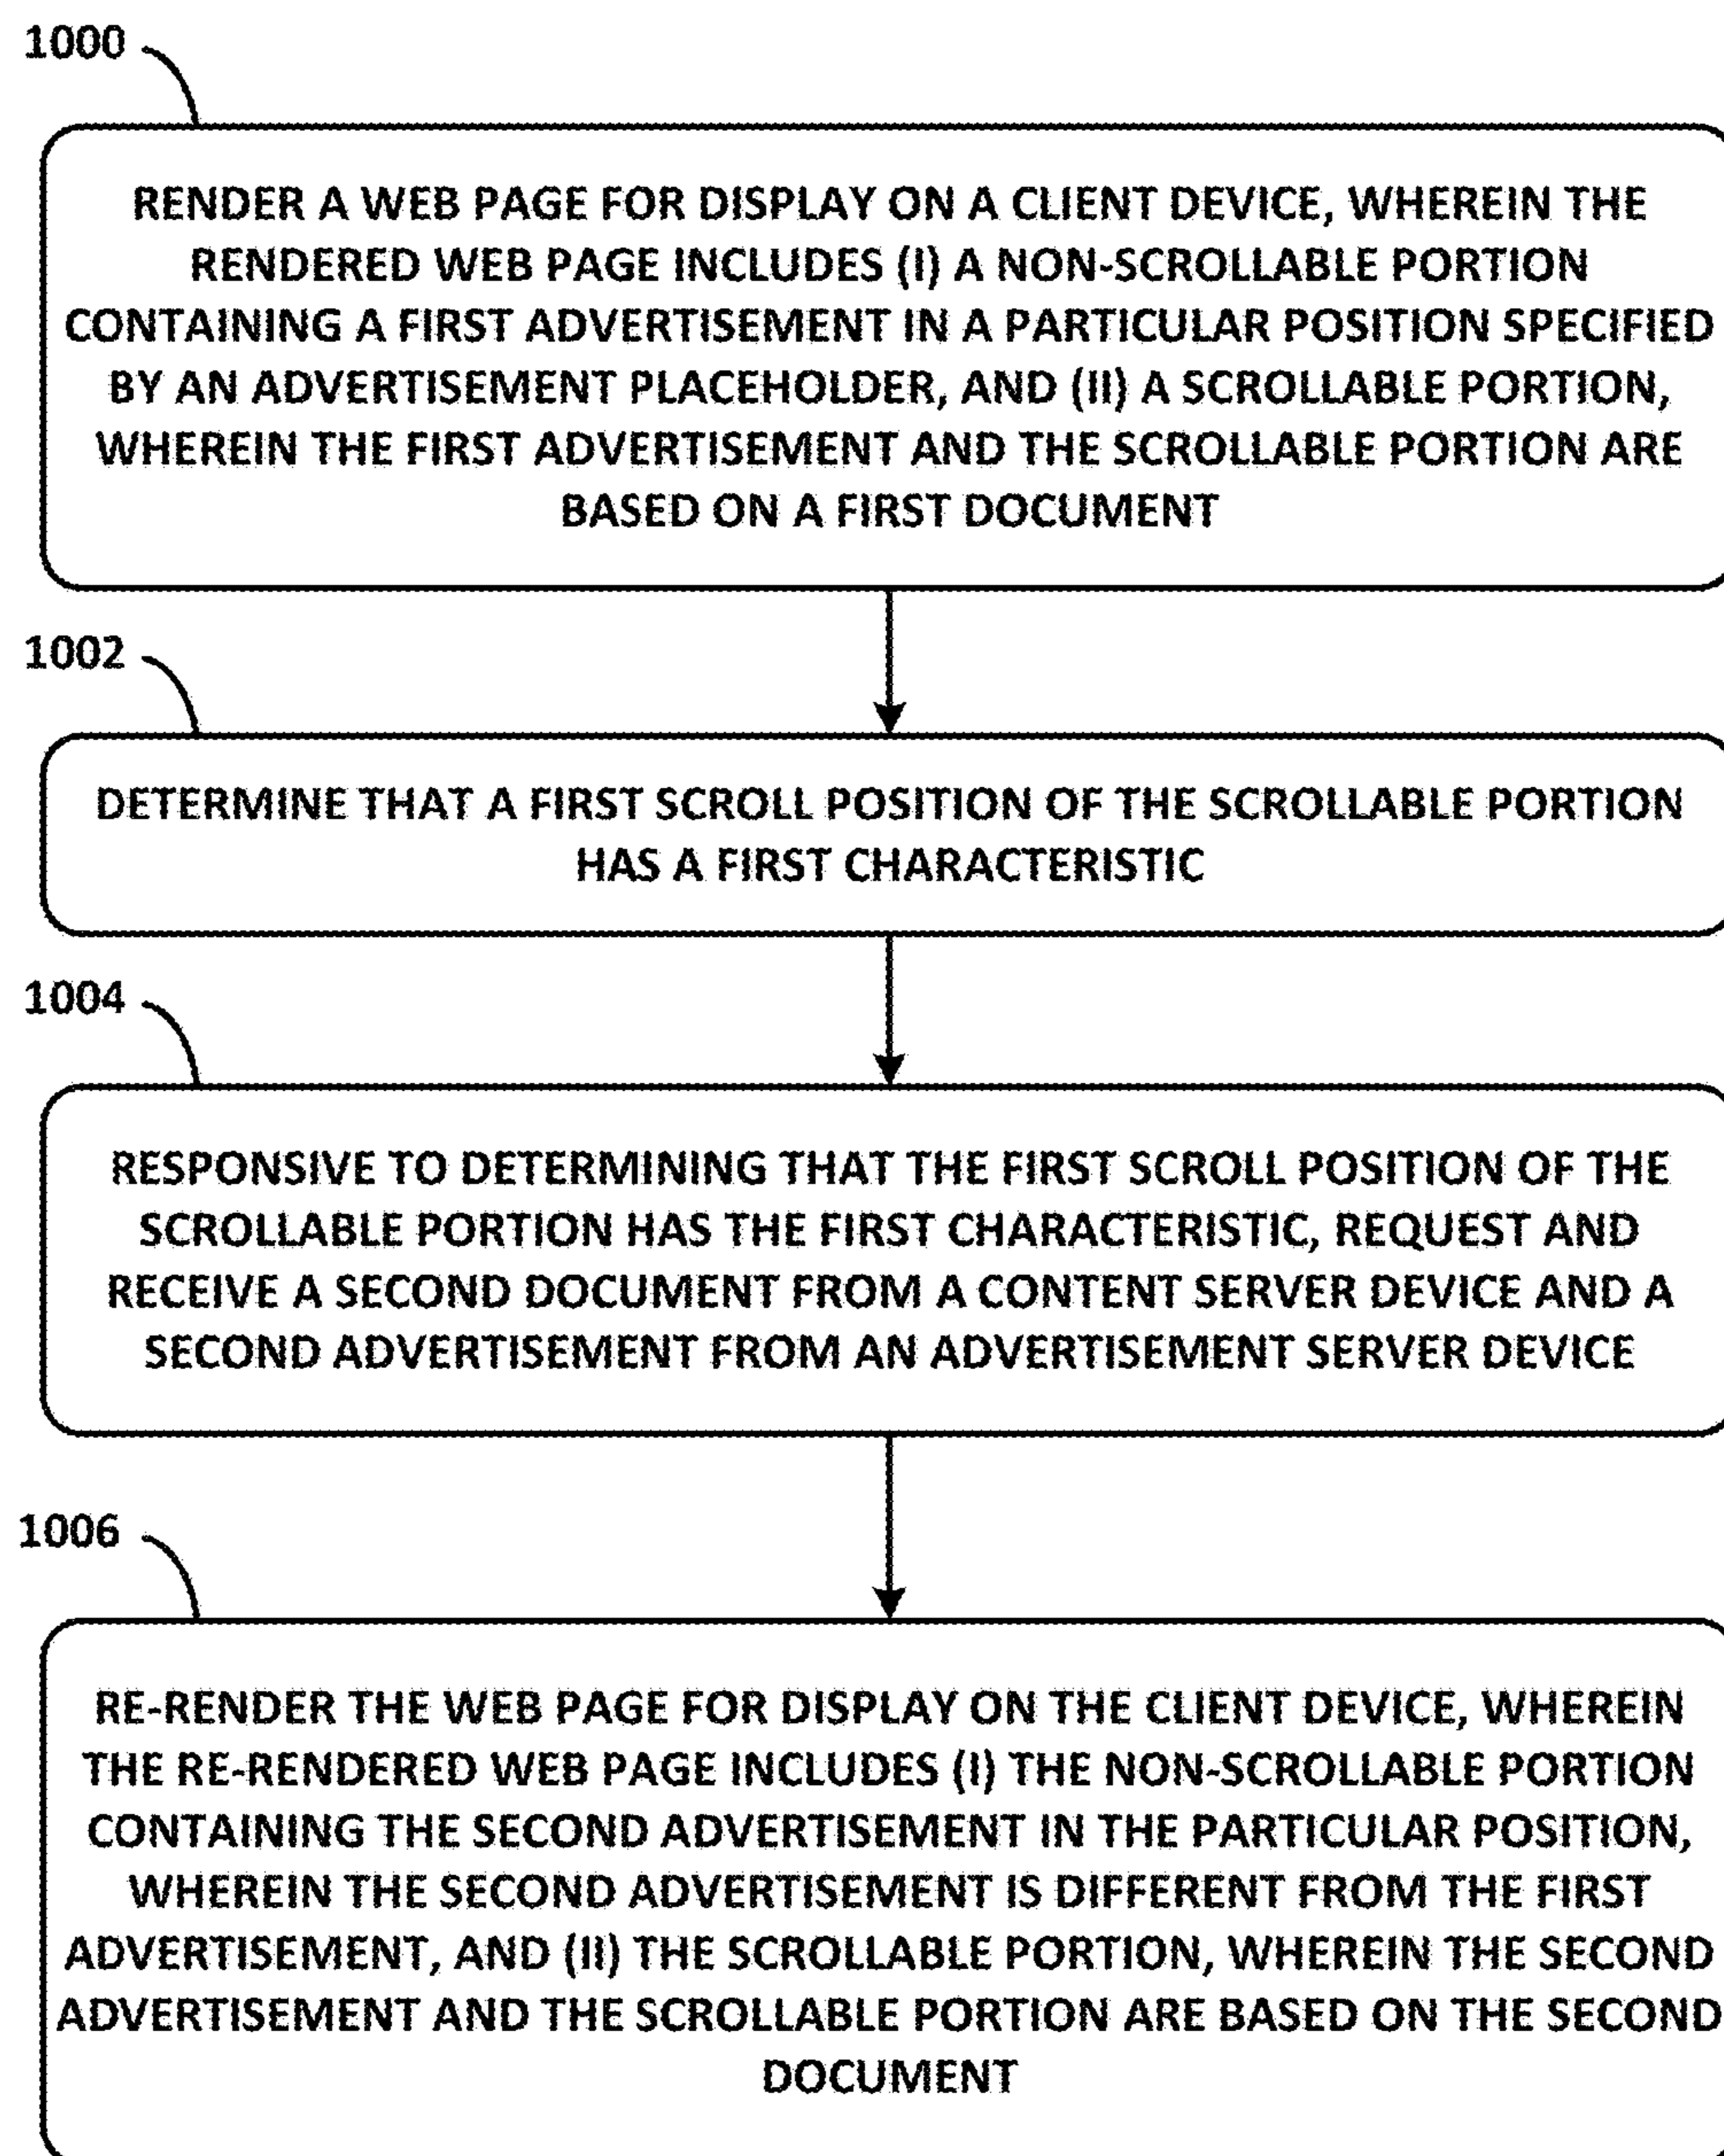 1000
RENDER A WEB PAGE FOR DISPLAY ON A CLIENT DEVICE, WHEREIN THE
RENDERED WEB PAGE INCLUDES (I) A NON-SCROLLABLE PORTION
CONTAINING A FIRST ADVERTISEMENT IN A PARTICULAR POSITION SPECIFIED
BY AN ADVERTISEMENT PLACEHOLDER, AND (II) A SCROLLABLE PORTION,
WHEREIN THE FIRST ADVERTISEMENT AND THE SCROLLABLE PORTION ARE
BASED ON A FIRST DOCUMENT
1002
DETERMINE THAT A FIRST SCROLL POSITION OF THE SCROLLABLE PORTION
HAS A FIRST CHARACTERISTIC
1004
RESPONSIVE TO DETERMINING THAT THE FIRST SCROLL POSITION OF THE
SCROLLABLE PORTION HAS THE FIRST CHARACTERISTIC, REQUEST AND
RECEIVE A SECOND DOCUMENT FROM A CONTENT SERVER DEVICE AND A
SECOND ADVERTISEMENT FROM AN ADVERTISEMENT SERVER DEVICE
1006
RE-RENDER THE WEB PAGE FOR DISPLAY ON THE CLIENT DEVICE, WHEREIN
THE RE-RENDERED WEB PAGE INCLUDES (I) THE NON-SCROLLABLE PORTION
CONTAINING THE SECOND ADVERTISEMENT IN THE PARTICULAR POSITION,
WHEREIN THE SECOND ADVERTISEMENT IS DIFFERENT FROM THE FIRST
ADVERTISEMENT, AND (II) THE SCROLLABLE PORTION, WHEREIN THE SECOND
ADVERTISEMENT AND THE SCROLLABLE PORTION ARE BASED ON THE SECOND
DOCUMENT